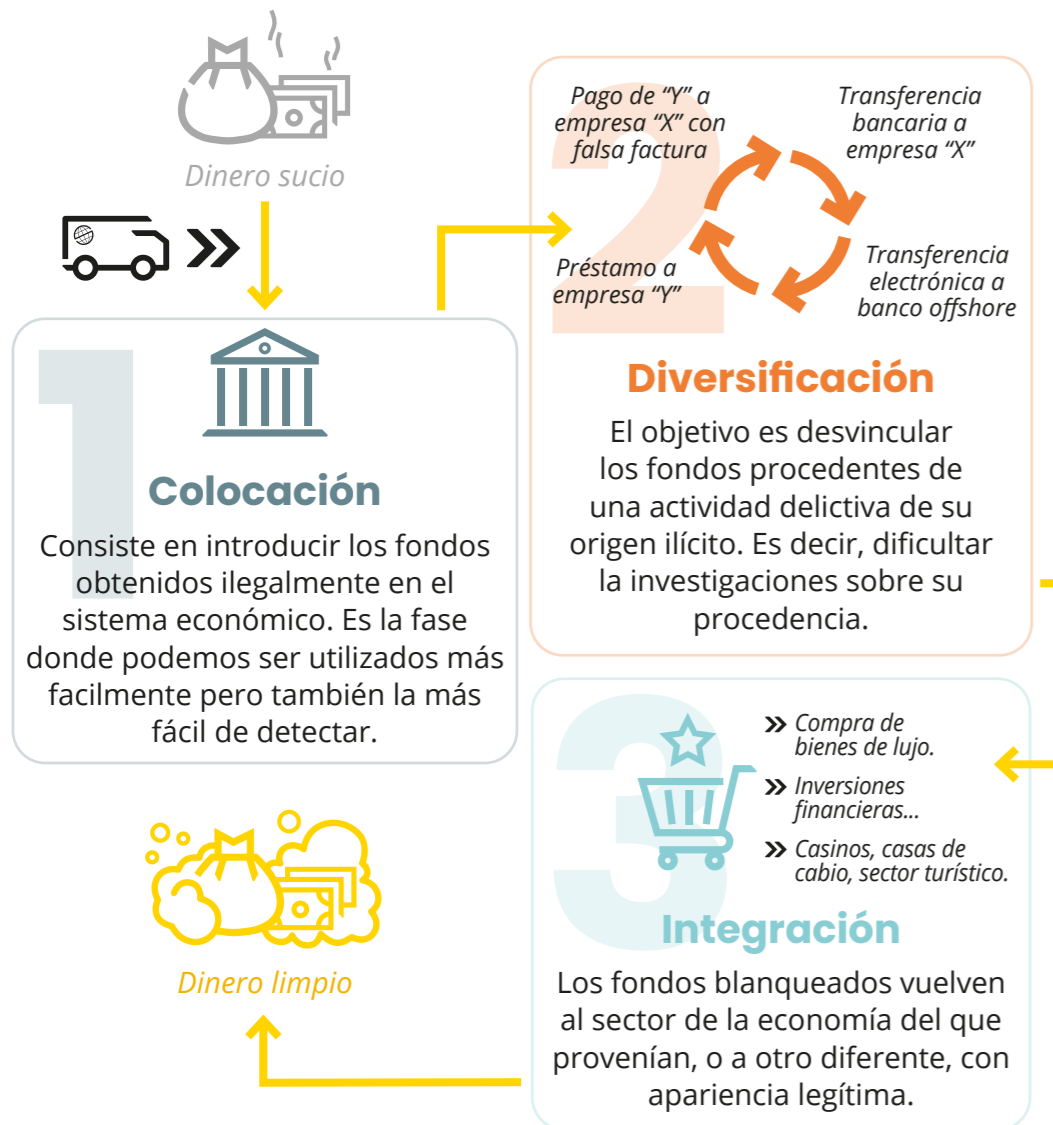 Dinero sucio
1
Colocación
Consiste en introducir los fondos
obtenidos ilegalmente en el
sistema económico. Es la fase
donde podemos ser utilizados más
facilmente pero también la más
fácil de detectar.
2
Pago de “Y” a
empresa “X” con
falsa factura
Transferencia
bancaria a
empresa “X”
Préstamo a
empresa “Y”
Transferencia
electrónica a
banco offshore
Diversificación
El objetivo es desvincular
los fondos procedentes de
una actividad delictiva de su
origen ilícito. Es decir, dificultar
la investigaciones sobre su
procedencia.
3
Compra de
bienes de lujo.
Inversiones
financieras...
Casinos, casas de
cabio, sector turístico.
Integración
Los fondos blanqueados vuelven
al sector de la economía del que
provenían, o a otro diferente, con
apariencia legítima.
Dinero limpio